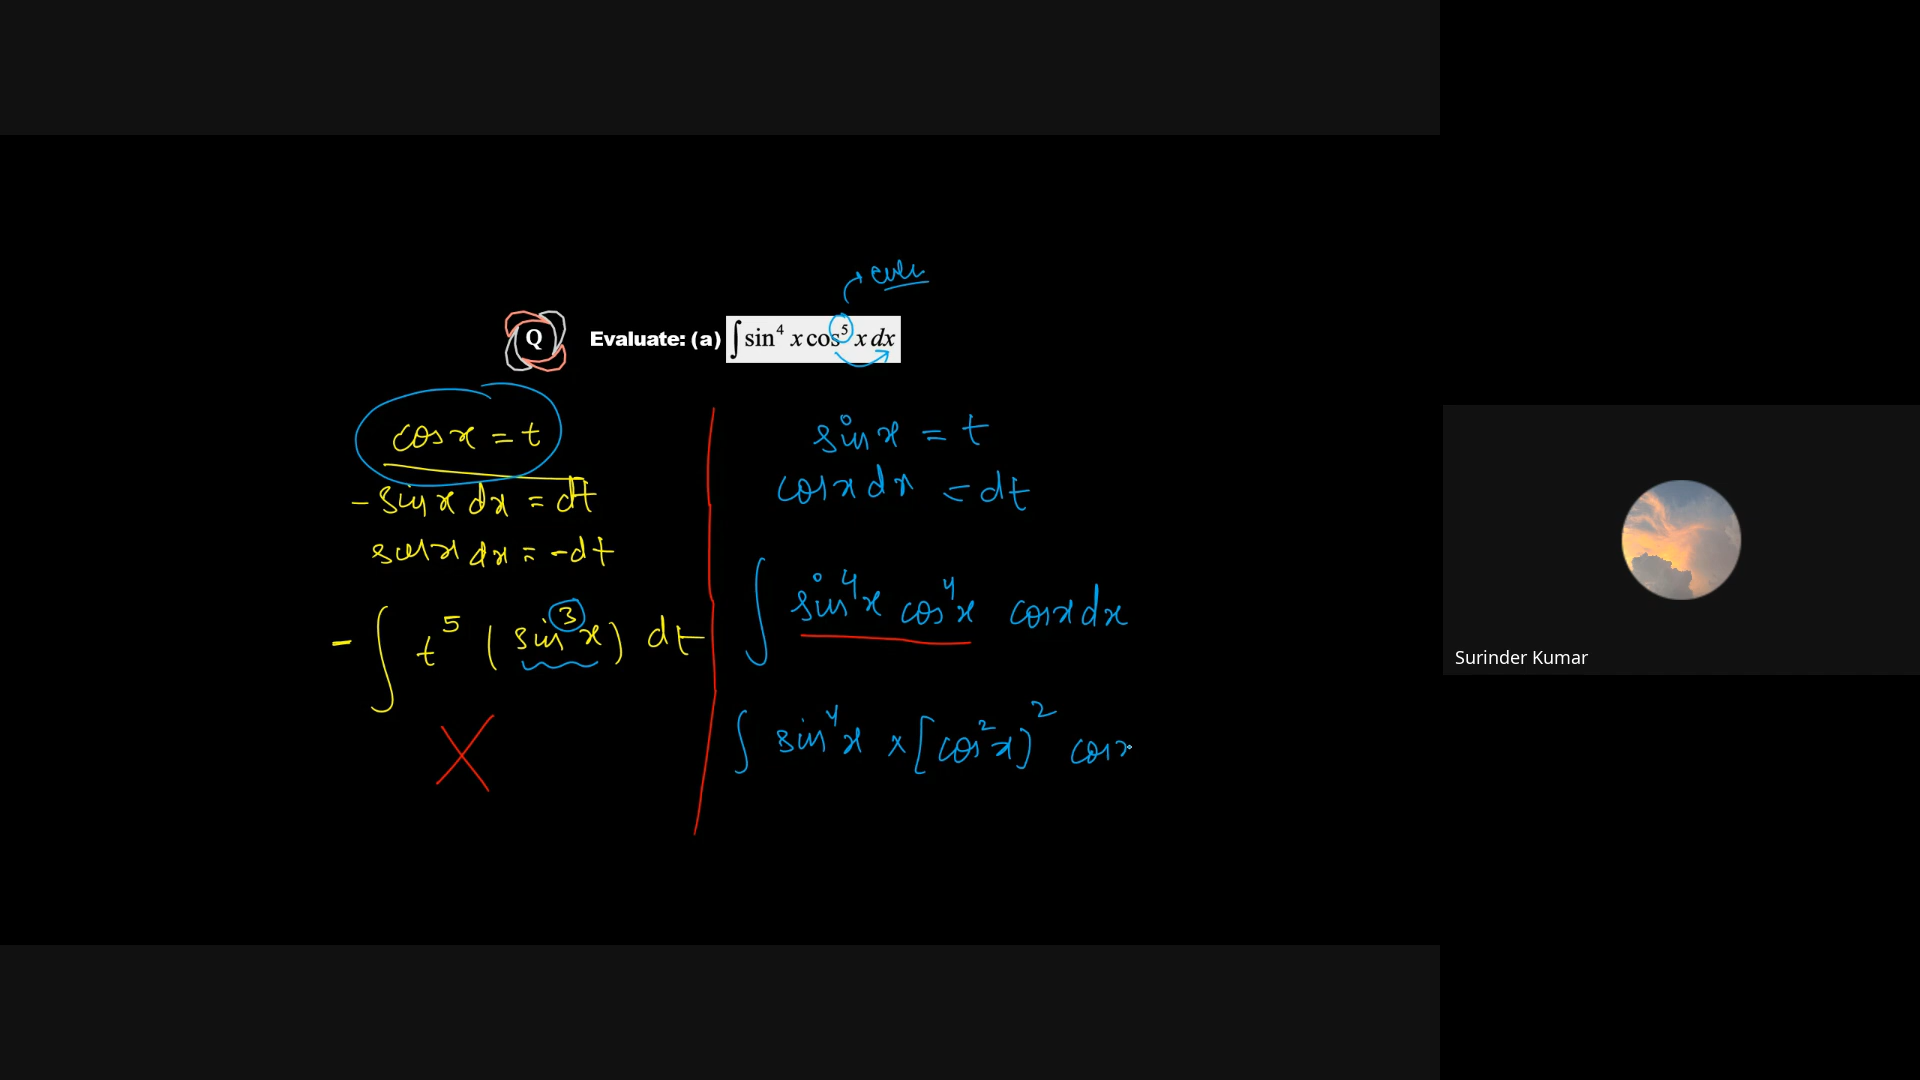 even
Q Evaluate: (a) ∫ sin⁴ x cos⁵ x dx
cos x = t
- sin x dx = dt
sin x dx = -dt
- ∫ t⁵ (sin³x) dt
sin x = t
cos x dx = dt
∫ sin⁴x cos⁴x cos x dx
∫ sin⁴x × [cos²x]² cos x
Surinder Kumar